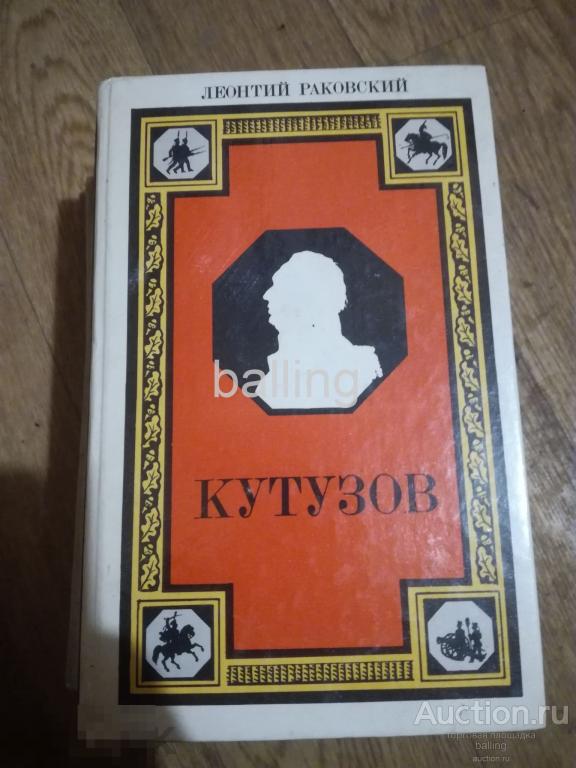 ЛЕОНТИЙ РАКОВСКИЙ
balling
КУТУЗОВ
Auction.ru
торговая площадка
balling
auction.ru